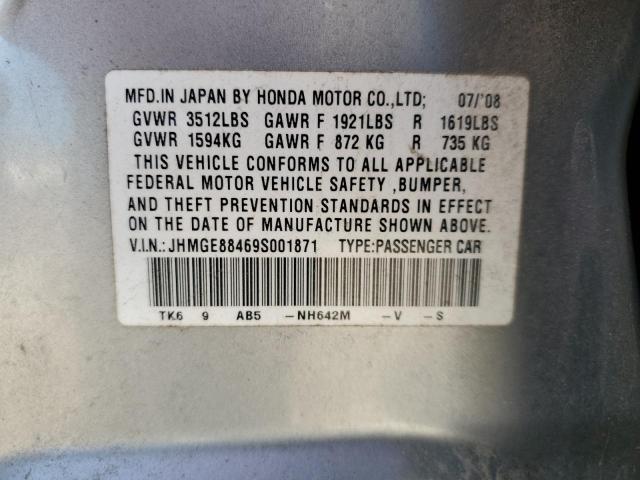 MFD.IN JAPAN BY HONDA MOTOR CO.,LTD; 07/'08
GVWR 3512LBS GAWR F 1921LBS R 1619LBS
GVWR 1594KG GAWR F 872 KG R 735 KG
THIS VEHICLE CONFORMS TO ALL APPLICABLE
FEDERAL MOTOR VEHICLE SAFETY ,BUMPER,
AND THEFT PREVENTION STANDARDS IN EFFECT
ON THE DATE OF MANUFACTURE SHOWN ABOVE.
V.I.N.: JHMGE88469S001871 TYPE:PASSENGER CAR
TK6 9 AB5 -NH642M -V -S